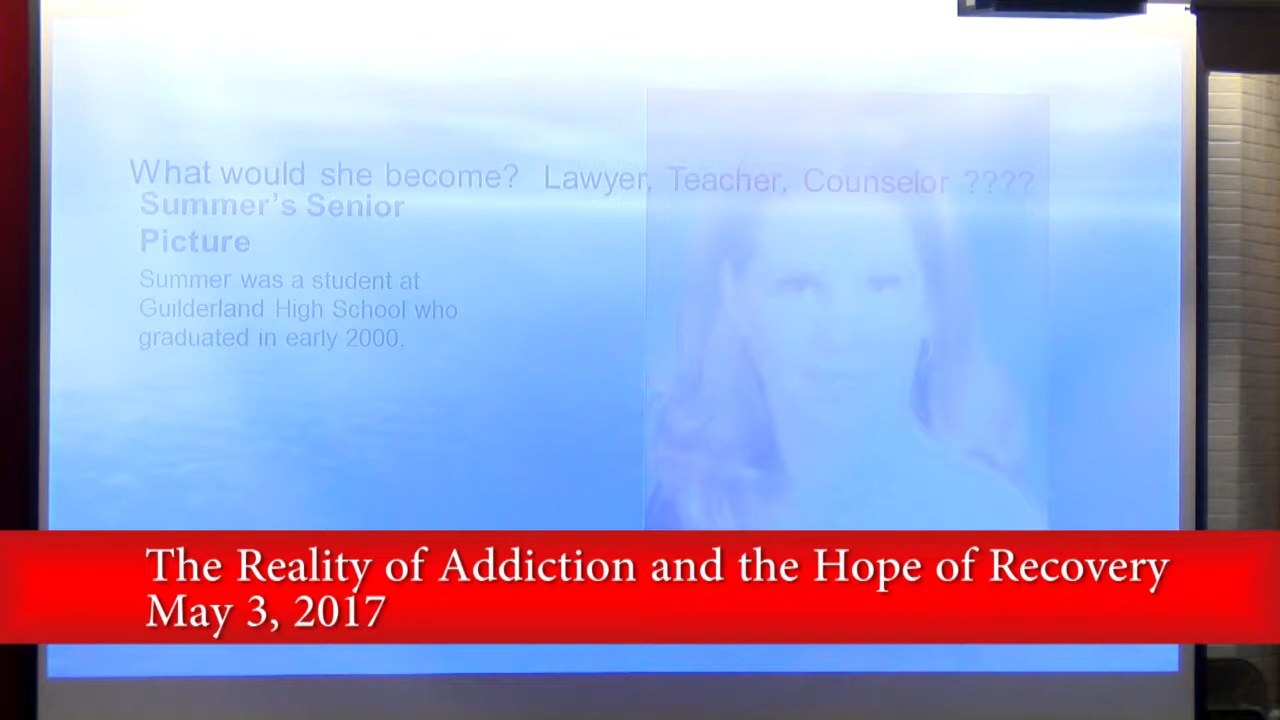 What would she become? Lawyer, Teacher, Counselor ????
Summer's Senior
Picture
Summer was a student at
Guilderland High School who
graduated in early 2000.
The Reality of Addiction and the Hope of Recovery
May 3, 2017